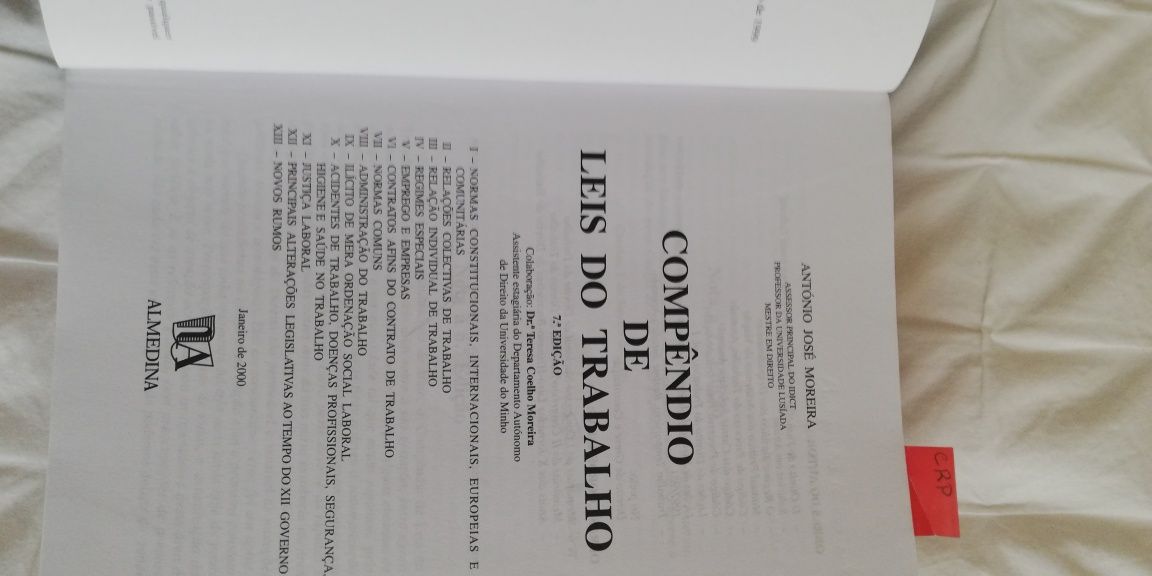 de 1999
ANTÓNIO JOSÉ MOREIRA
ASSESSOR PRINCIPAL DO IDICT
PROFESSOR DA UNIVERSIDADE LUSÍADA
MESTRE EM DIREITO
COMPÊNDIO
DE
LEIS DO TRABALHO
7.ª EDIÇÃO
Colaboração: Dr.ª Teresa Coelho Moreira
Assistente estagiária do Departamento Autónomo
de Direito da Universidade do Minho
I – NORMAS CONSTITUCIONAIS, INTERNACIONAIS, EUROPEIAS E
COMUNITÁRIAS
II – RELAÇÕES COLECTIVAS DE TRABALHO
III – RELAÇÃO INDIVIDUAL DE TRABALHO
IV – REGIMES ESPECIAIS
V – EMPREGO E EMPRESAS
VI – CONTRATOS AFINS DO CONTRATO DE TRABALHO
VII – NORMAS COMUNS
VIII – ADMINISTRAÇÃO DO TRABALHO
IX – ILÍCITO DE MERA ORDENAÇÃO SOCIAL LABORAL
X – ACIDENTES DE TRABALHO, DOENÇAS PROFISSIONAIS, SEGURANÇA,
HIGIENE E SAÚDE NO TRABALHO
XI – JUSTIÇA LABORAL
XII – PRINCIPAIS ALTERAÇÕES LEGISLATIVAS AO TEMPO DO XII GOVERNO
XIII – NOVOS RUMOS
Janeiro de 2000
ALMEDINA
CRP